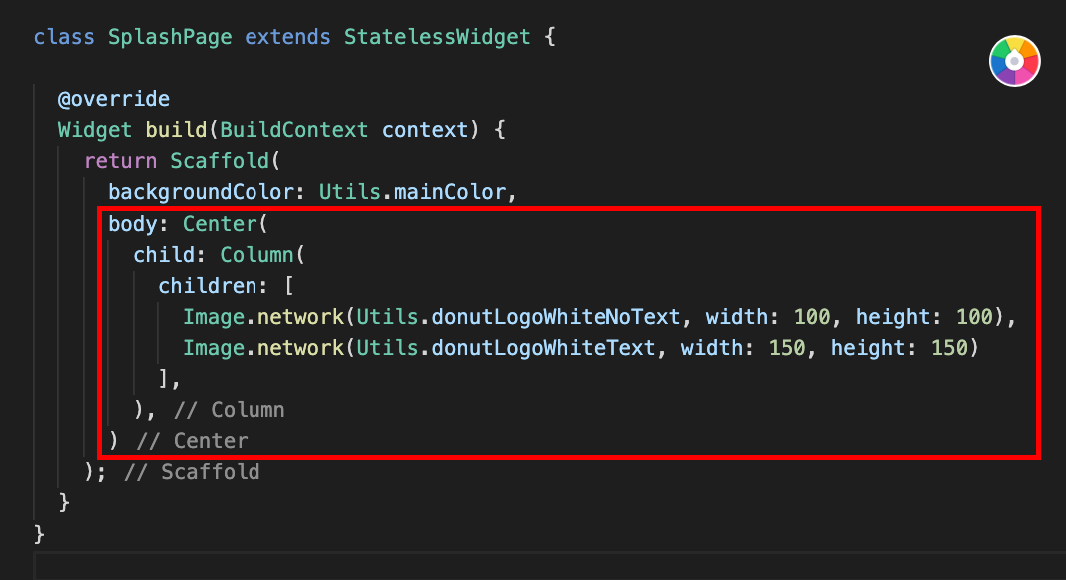 class SplashPage extends StatelessWidget {
@override
Widget build(BuildContext context) {
return Scaffold(
backgroundColor: Utils.mainColor,
body: Center(
child: Column(
children: [
Image.network(Utils.donutLogoWhiteNoText, width: 100, height: 100),
Image.network(Utils.donutLogoWhiteText, width: 150, height: 150)
],
), // Column
) // Center
); // Scaffold
}
}